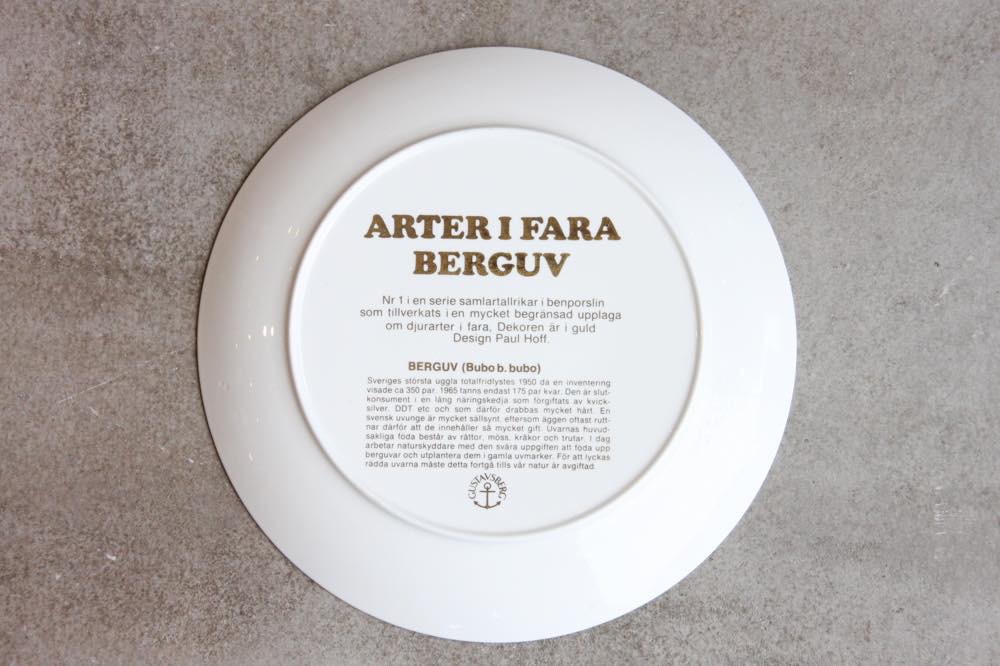 ARTER I FARA
BERGUV
Nr 1 i en serie samlartallrikar i benporslin
som tillverkats i en mycket begränsad upplaga
om djurarter i fara, Dekoren är i guld
Design Paul Hoff.
BERGUV (Bubo b. bubo)
Sveriges största uggla totalfridlystes 1950 då en inventering
visade ca 350 par. 1965 fanns endast 175 par kvar. Den är slut-
konsument i en lång näringskedja som förgiftats av kvick-
silver. DDT etc och som därför drabbas mycket hårt. En
svensk uvunge är mycket sällsynt, eftersom äggen oftast rutt-
nar därför att de innehåller så mycket gift. Uvarnas huvud-
sakliga föda består av råttor, möss, kråkor och trutar. I dag
arbetar naturskyddare med den svåra uppgiften att föda upp
berguvar och utplantera dem i gamla uvmarker. För att lyckas
rädda uvarna måste detta fortgå tills vår natur är avgiftad.
GUSTAVSBERG